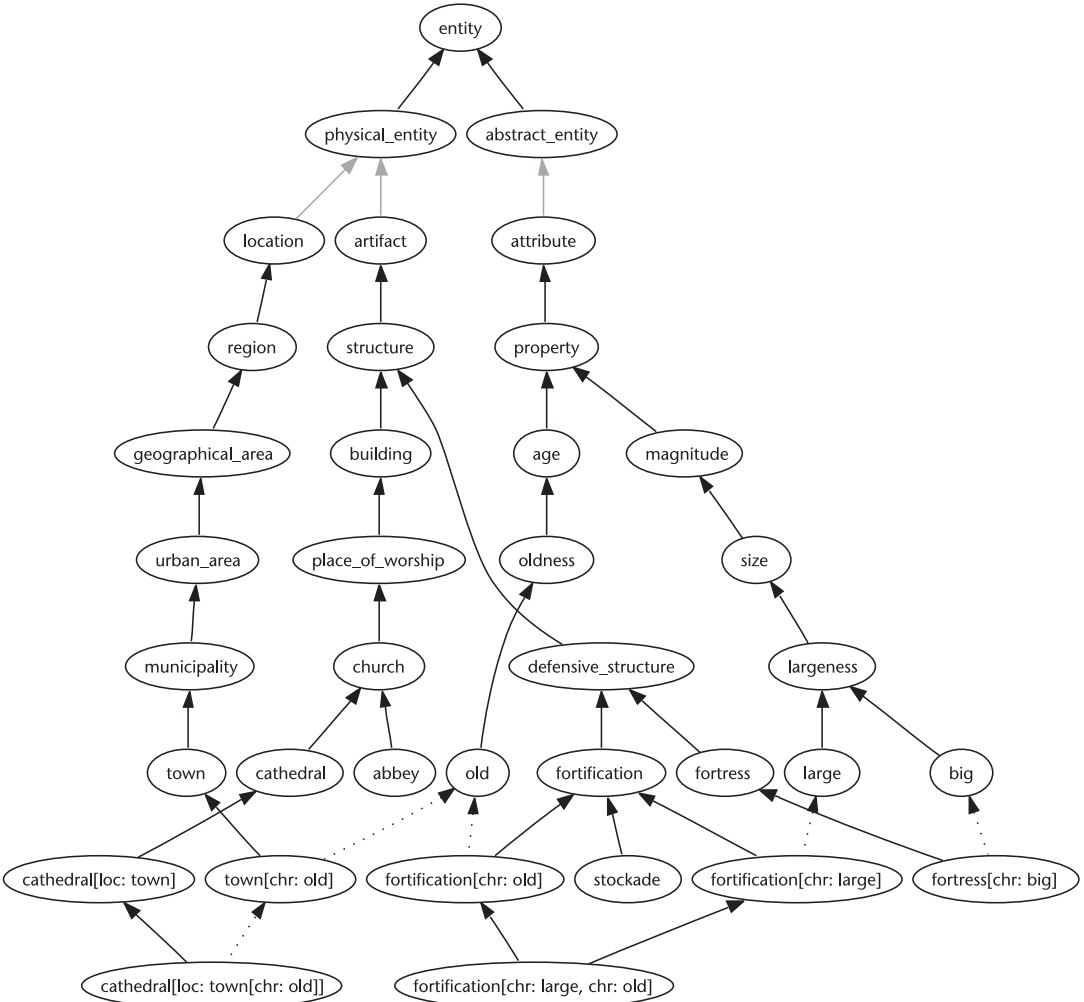 entity
physical_entity
abstract_entity
location
artifact
attribute
region
structure
property
geographical_area
building
age
magnitude
urban_area
place_of_worship
oldness
size
municipality
church
defensive_structure
largeness
town
cathedral
abbey
old
fortification
fortress
large
big
cathedral[loc: town]
town[chr: old]
fortification[chr: old]
stockade
fortification[chr: large]
fortress[chr: big]
cathedral[loc: town[chr: old]]
fortification[chr: large, chr: old]